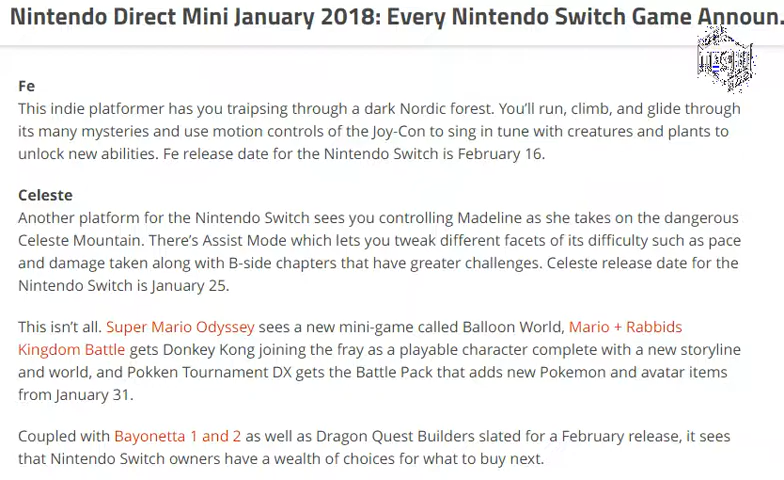 Nintendo Direct Mini January 2018: Every Nintendo Switch Game Announ.
Fe
This indie platformer has you traipsing through a dark Nordic forest. You'll run, climb, and glide through
its many mysteries and use motion controls of the Joy-Con to sing in tune with creatures and plants to
unlock new abilities. Fe release date for the Nintendo Switch is February 16.
Celeste
Another platform for the Nintendo Switch sees you controlling Madeline as she takes on the dangerous
Celeste Mountain. There's Assist Mode which lets you tweak different facets of its difficulty such as pace
and damage taken along with B-side chapters that have greater challenges. Celeste release date for the
Nintendo Switch is January 25.
This isn't all. Super Mario Odyssey sees a new mini-game called Balloon World, Mario + Rabbids
Kingdom Battle gets Donkey Kong joining the fray as a playable character complete with a new storyline
and world, and Pokken Tournament DX gets the Battle Pack that adds new Pokemon and avatar items
from January 31.
Coupled with Bayonetta 1 and 2 as well as Dragon Quest Builders slated for a February release, it sees
that Nintendo Switch owners have a wealth of choices for what to buy next.